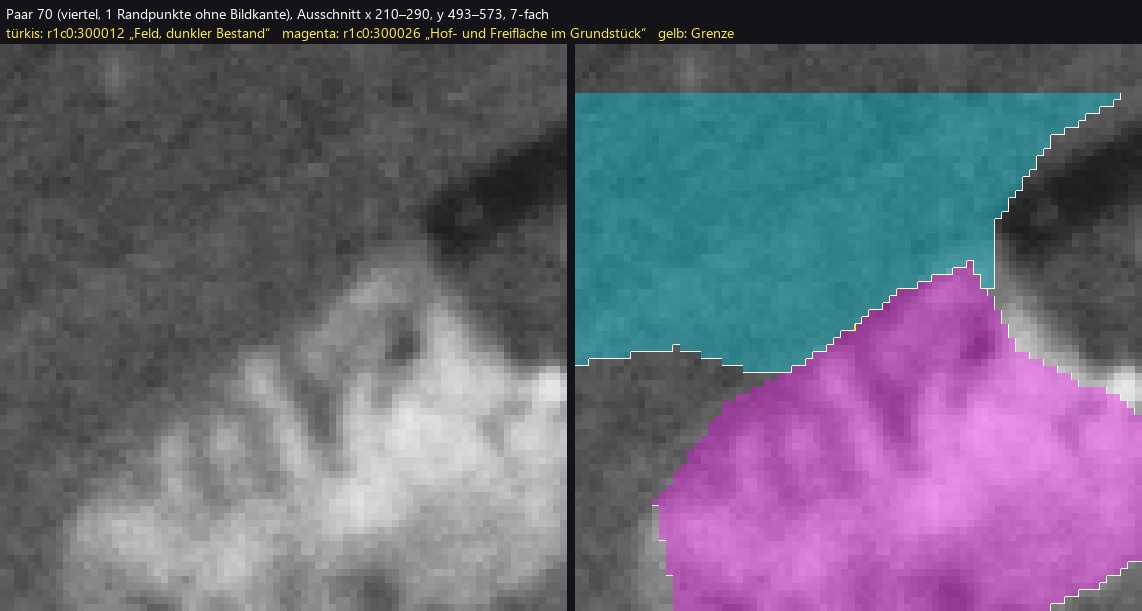 Paar 70 (viertel, 1 Randpunkte ohne Bildkante), Ausschnitt x 210–290, y 493–573, 7-fach
türkis: r1c0:300012 „Feld, dunkler Bestand“ magenta: r1c0:300026 „Hof- und Freifläche im Grundstück“ gelb: Grenze